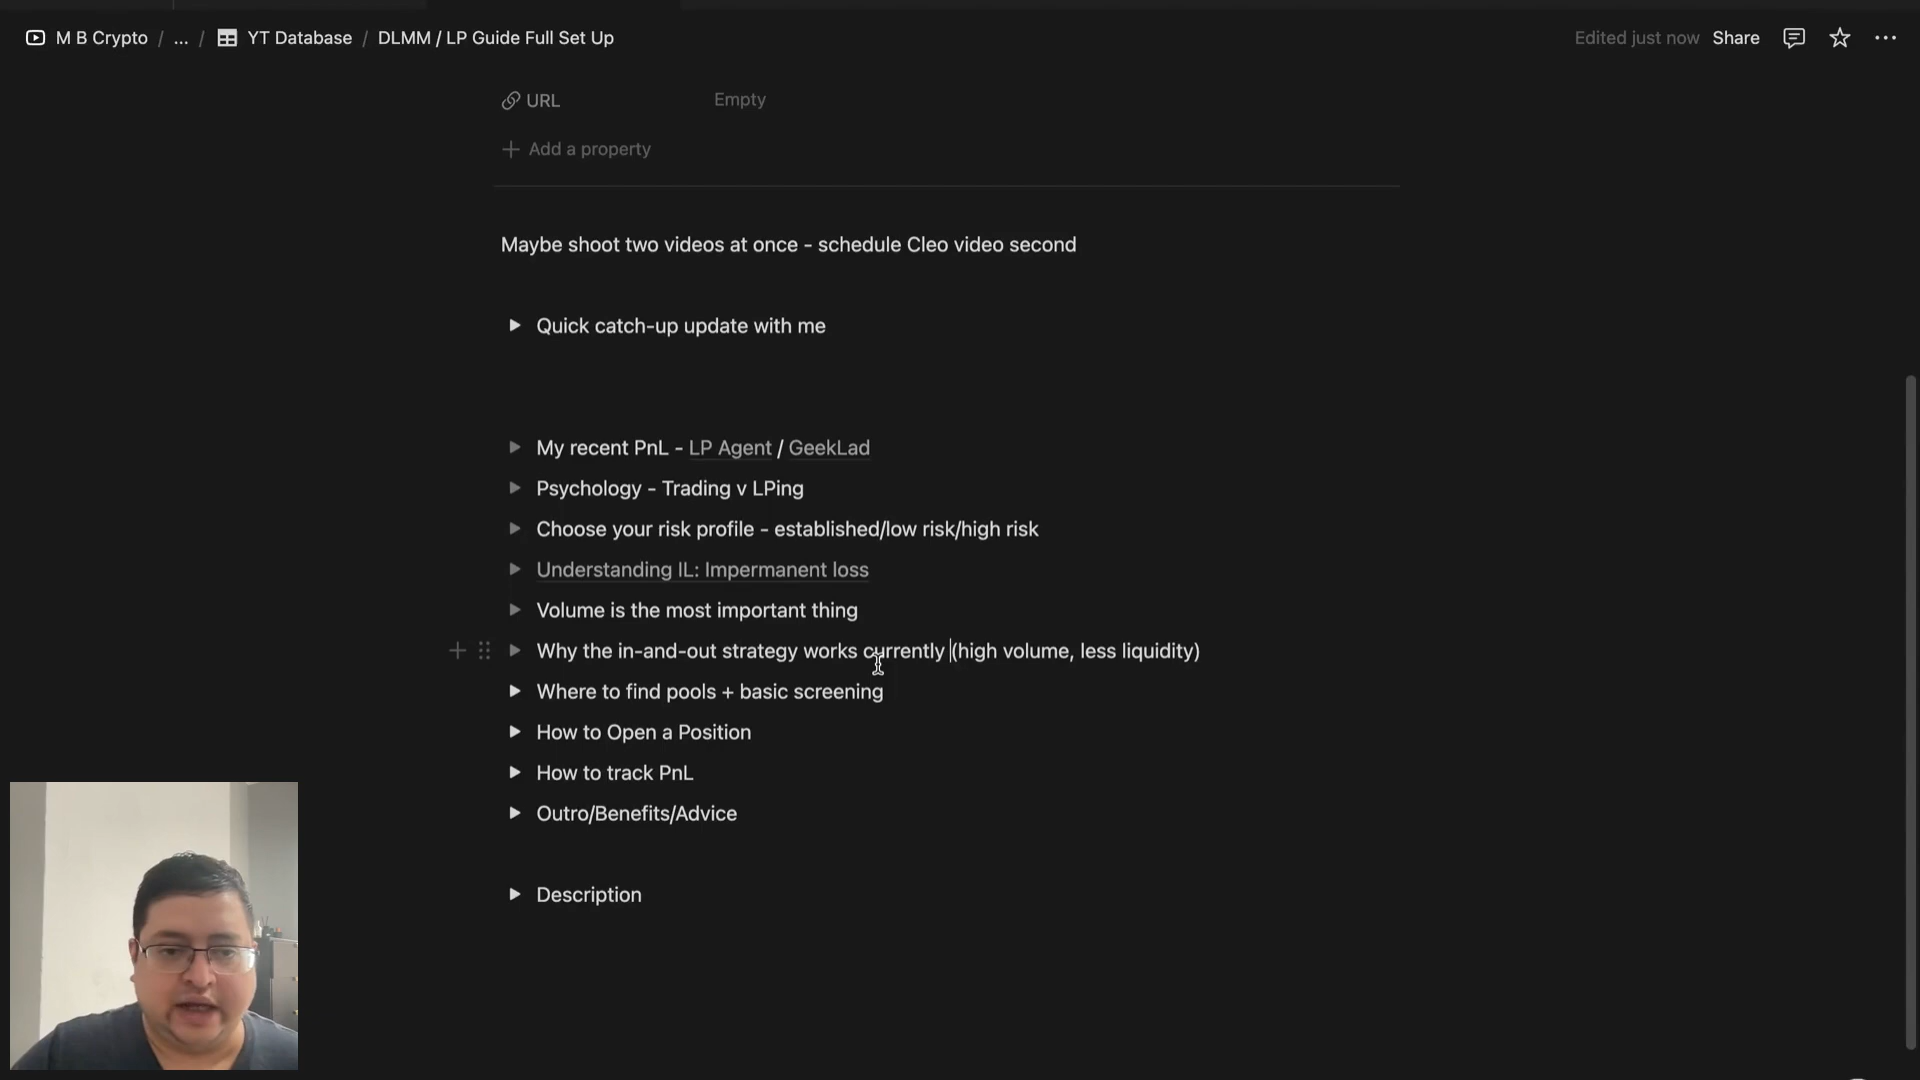 M B Crypto / ... / YT Database / DLMM / LP Guide Full Set Up
Edited just now Share
URL Empty
Add a property
Maybe shoot two videos at once - schedule Cleo video second
Quick catch-up update with me
My recent PnL - LP Agent / GeekLad
Psychology - Trading v LPing
Choose your risk profile - established/low risk/high risk
Understanding IL: Impermanent loss
Volume is the most important thing
Why the in-and-out strategy works currently (high volume, less liquidity)
Where to find pools + basic screening
How to Open a Position
How to track PnL
Outro/Benefits/Advice
Description